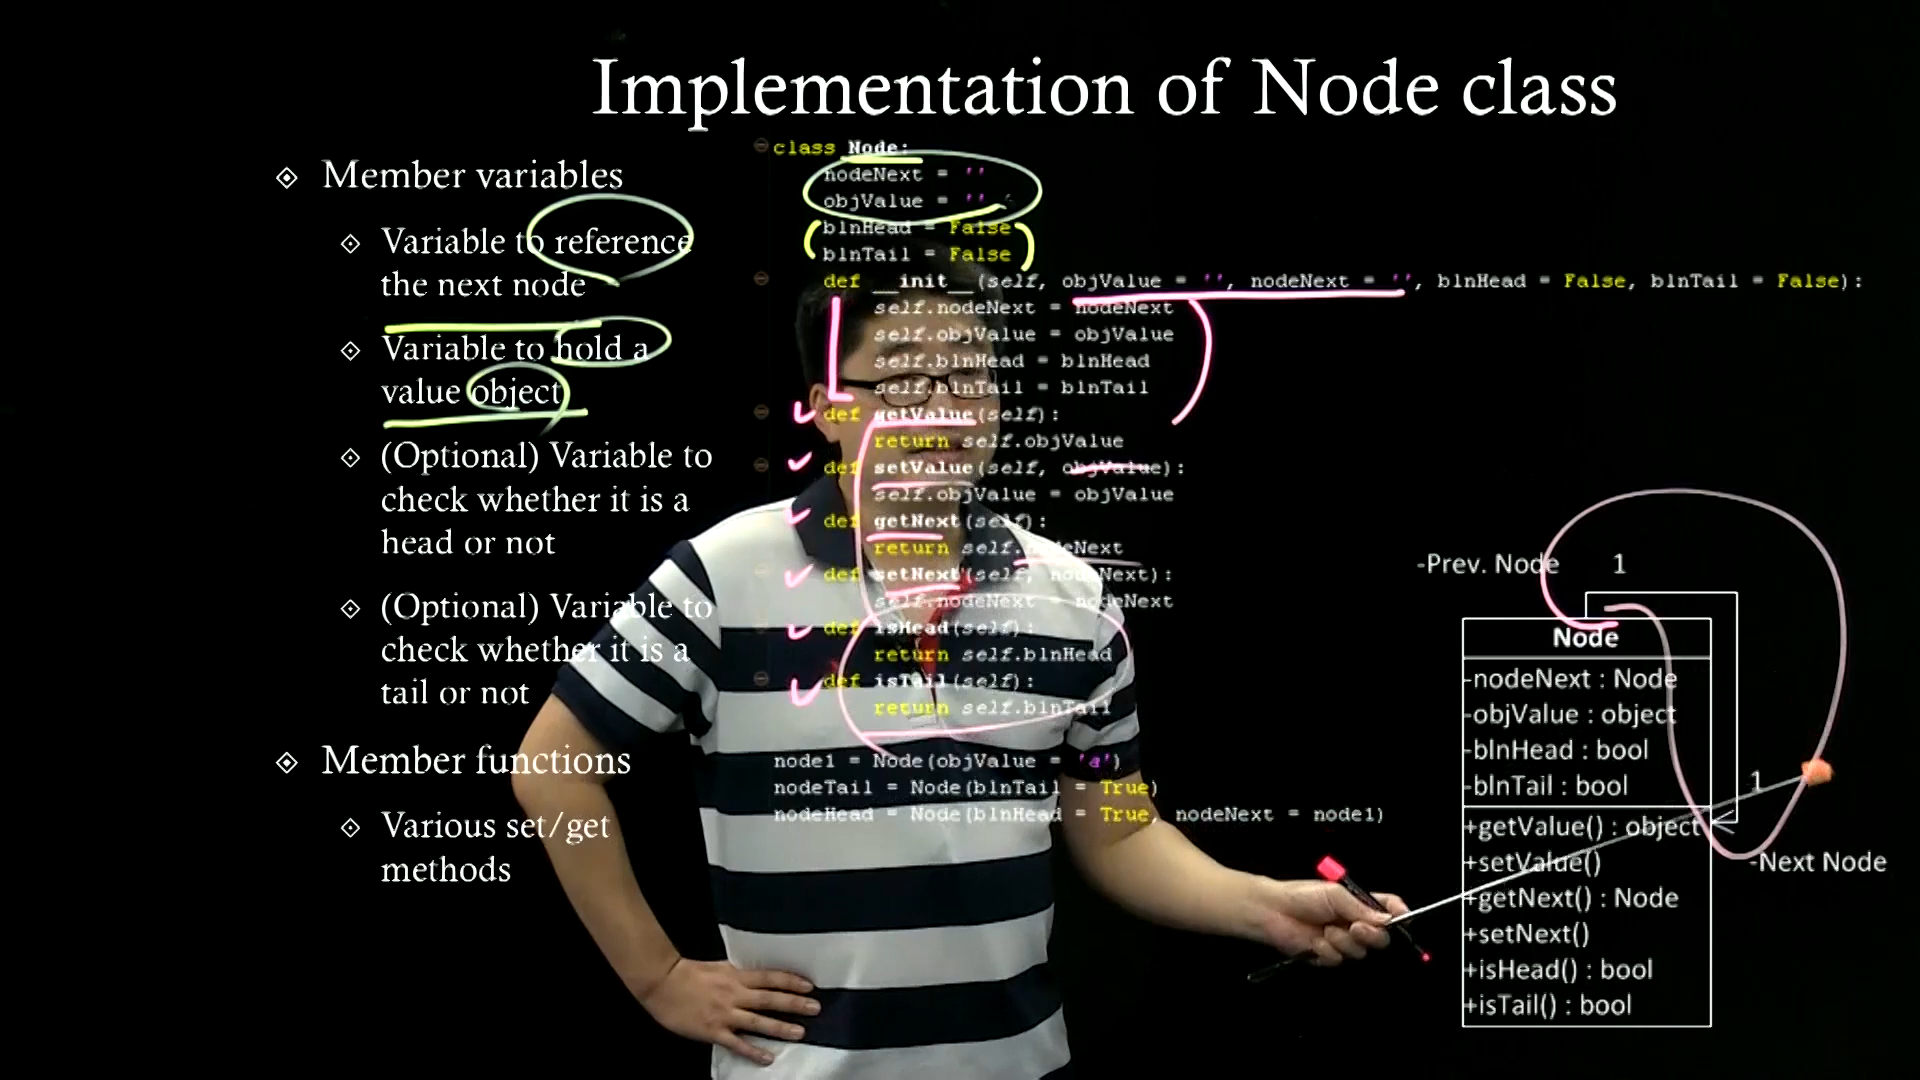 Implementation of Node class
Member variables
Variable to reference
the next node
Variable to hold a
value object
(Optional) Variable to
check whether it is a
head or not
(Optional) Variable to
check whether it is a
tail or not
Member functions
Various set/get
methods
class Node:
nodeNext = ''
objValue = ''
blnHead = False
blnTail = False
def __init__(self, objValue = '', nodeNext = '', blnHead = False, blnTail = False):
self.nodeNext = nodeNext
self.objValue = objValue
self.blnHead = blnHead
self.blnTail = blnTail
def getValue(self):
return self.objValue
def setValue(self, objValue):
self.objValue = objValue
def getNext(self):
return self.nodeNext
def setNext(self, nodeNext):
self.nodeNext = nodeNext
def isHead(self):
return self.blnHead
def isTail(self):
return self.blnTail
node1 = Node(objValue = 'a')
nodeTail = Node(blnTail = True)
nodeHead = Node(blnHead = True, nodeNext = node1)
-Prev. Node 1
Node
-nodeNext : Node
-objValue : object
-blnHead : bool
-blnTail : bool
1
+getValue() : object
+setValue()
-Next Node
+getNext() : Node
+setNext()
+isHead() : bool
+isTail() : bool